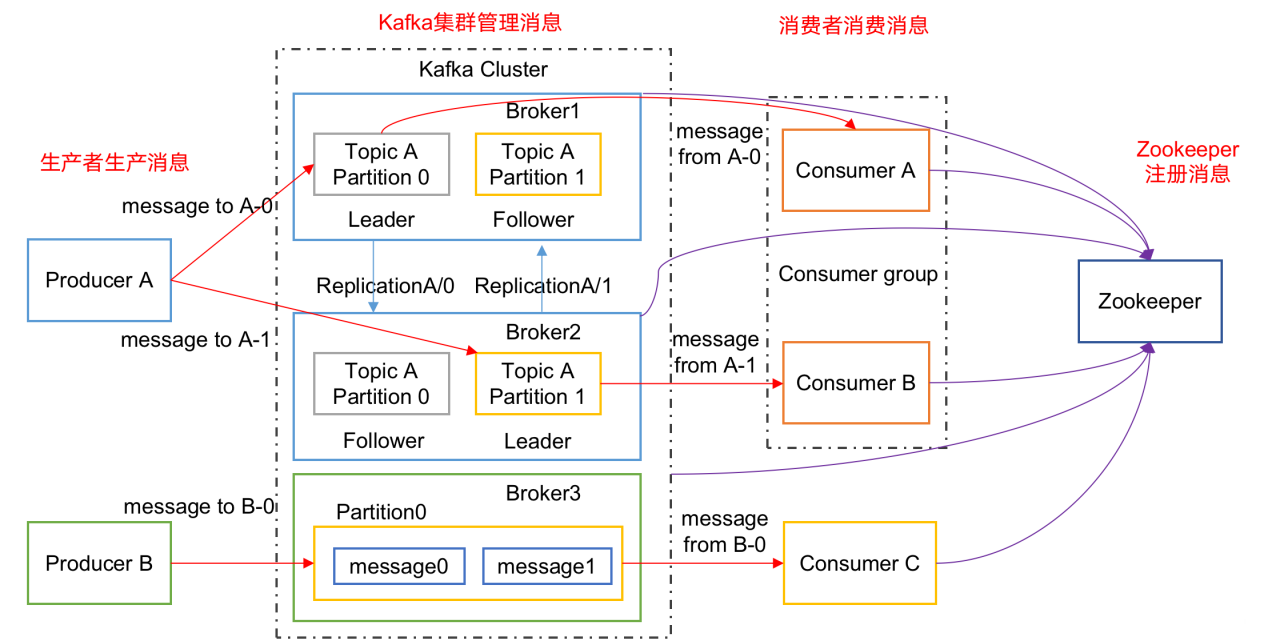 Kafka集群管理消息
消费者消费消息
Kafka Cluster
Broker1
Topic A
Partition 0
Topic A
Partition 1
Leader
Follower
生产者生产消息
message to A-0
Producer A
message to A-1
ReplicationA/0
ReplicationA/1
Broker2
Topic A
Partition 0
Topic A
Partition 1
Follower
Leader
message
from A-0
Consumer A
Consumer group
message
from A-1
Consumer B
Zookeeper
注册消息
Zookeeper
message to B-0
Producer B
Broker3
Partition0
message0
message1
message
from B-0
Consumer C